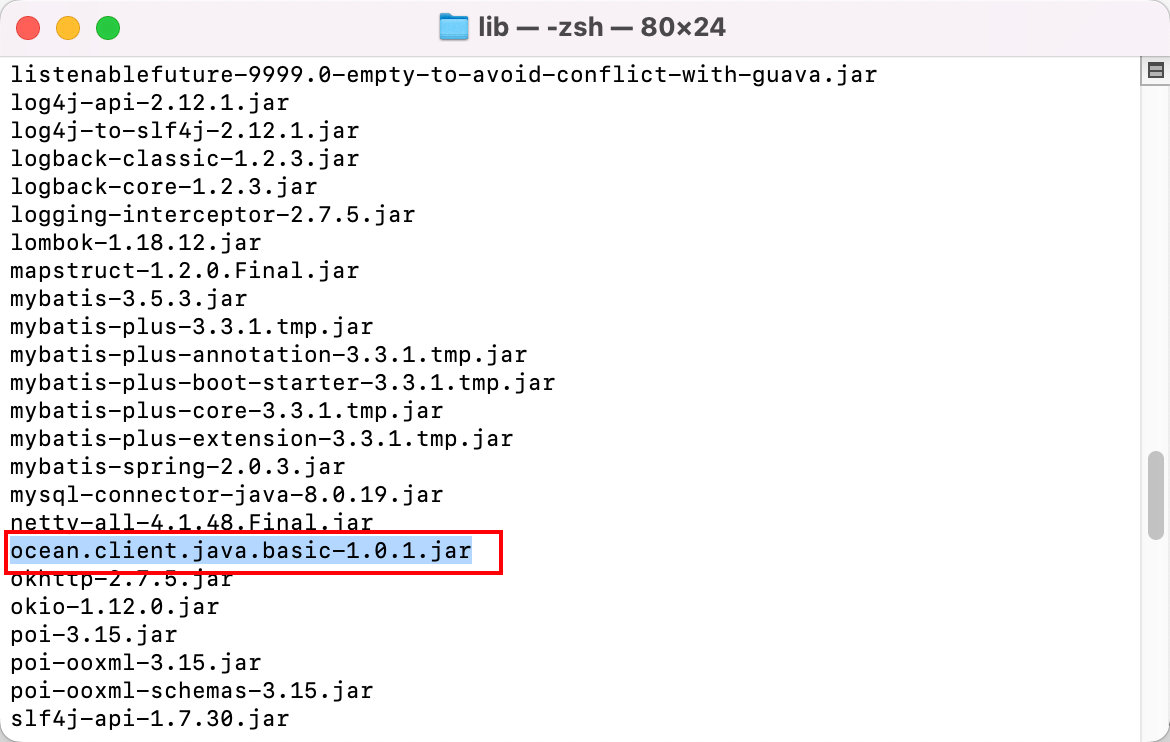 lib — -zsh — 80×24
listenablefuture-9999.0-empty-to-avoid-conflict-with-guava.jar
log4j-api-2.12.1.jar
log4j-to-slf4j-2.12.1.jar
logback-classic-1.2.3.jar
logback-core-1.2.3.jar
logging-interceptor-2.7.5.jar
lombok-1.18.12.jar
mapstruct-1.2.0.Final.jar
mybatis-3.5.3.jar
mybatis-plus-3.3.1.tmp.jar
mybatis-plus-annotation-3.3.1.tmp.jar
mybatis-plus-boot-starter-3.3.1.tmp.jar
mybatis-plus-core-3.3.1.tmp.jar
mybatis-plus-extension-3.3.1.tmp.jar
mybatis-spring-2.0.3.jar
mysql-connector-java-8.0.19.jar
netty-all-4.1.48.Final.jar
ocean.client.java.basic-1.0.1.jar
okhttp-2.7.5.jar
okio-1.12.0.jar
poi-3.15.jar
poi-ooxml-3.15.jar
poi-ooxml-schemas-3.15.jar
slf4j-api-1.7.30.jar